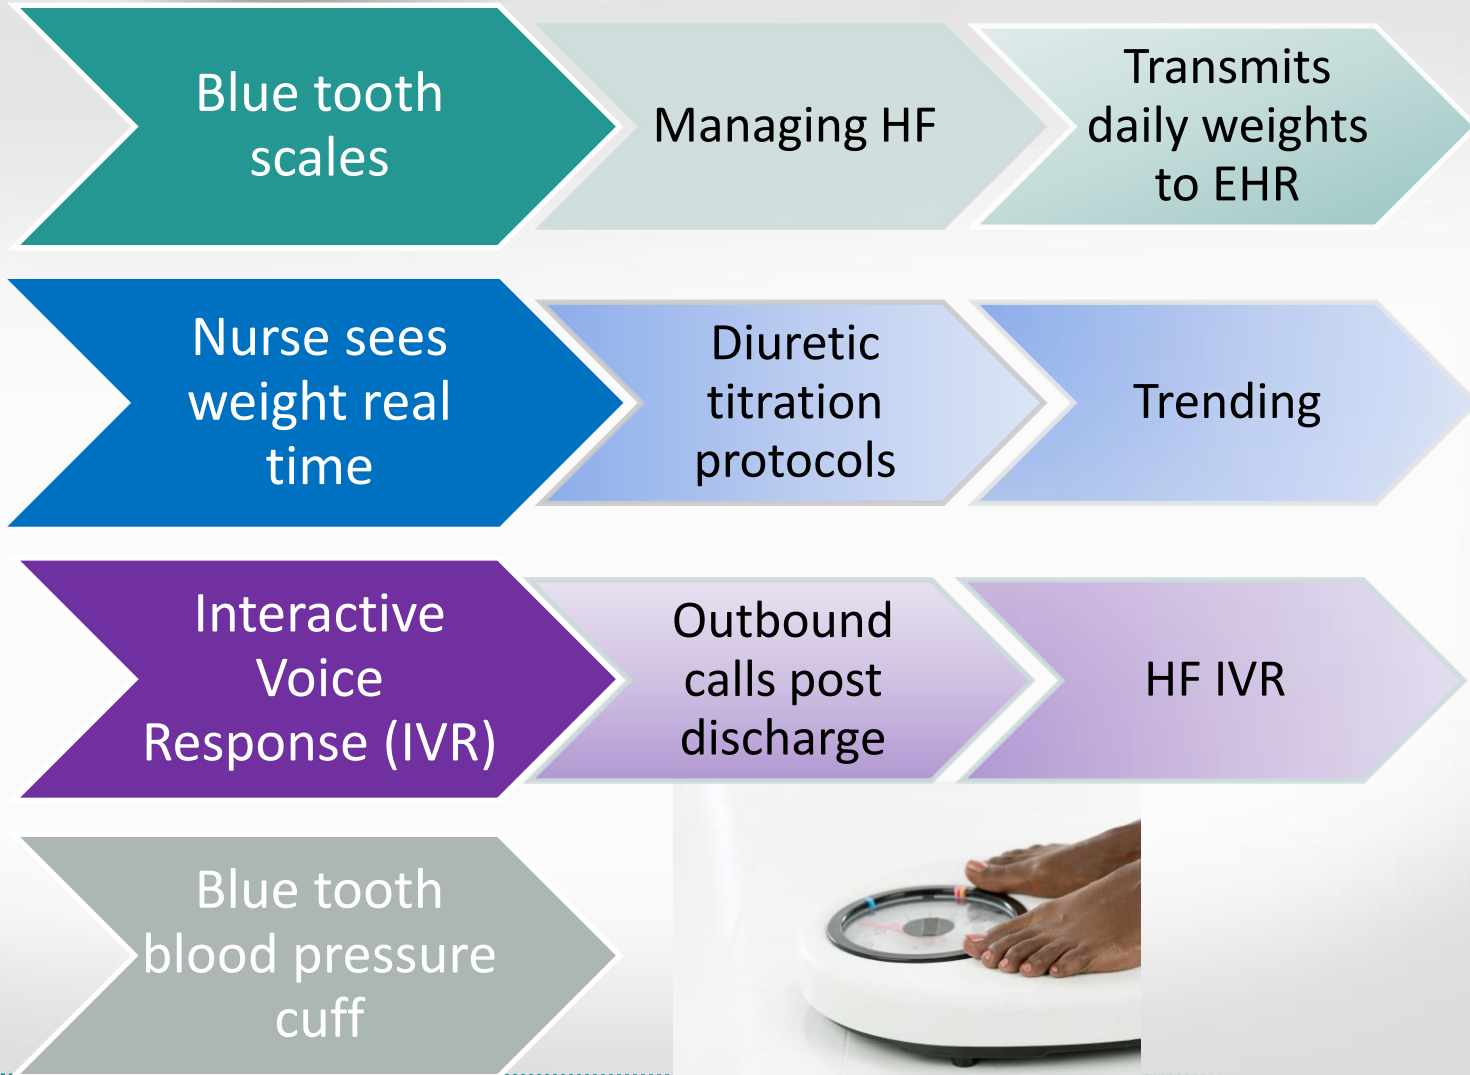 Blue tooth
scales
Managing HF
Transmits
daily weights
to EHR
Nurse sees
weight real
time
Diuretic
titration
protocols
Trending
Interactive
Voice
Response (IVR)
Outbound
calls post
discharge
HF IVR
Blue tooth
blood pressure
cuff